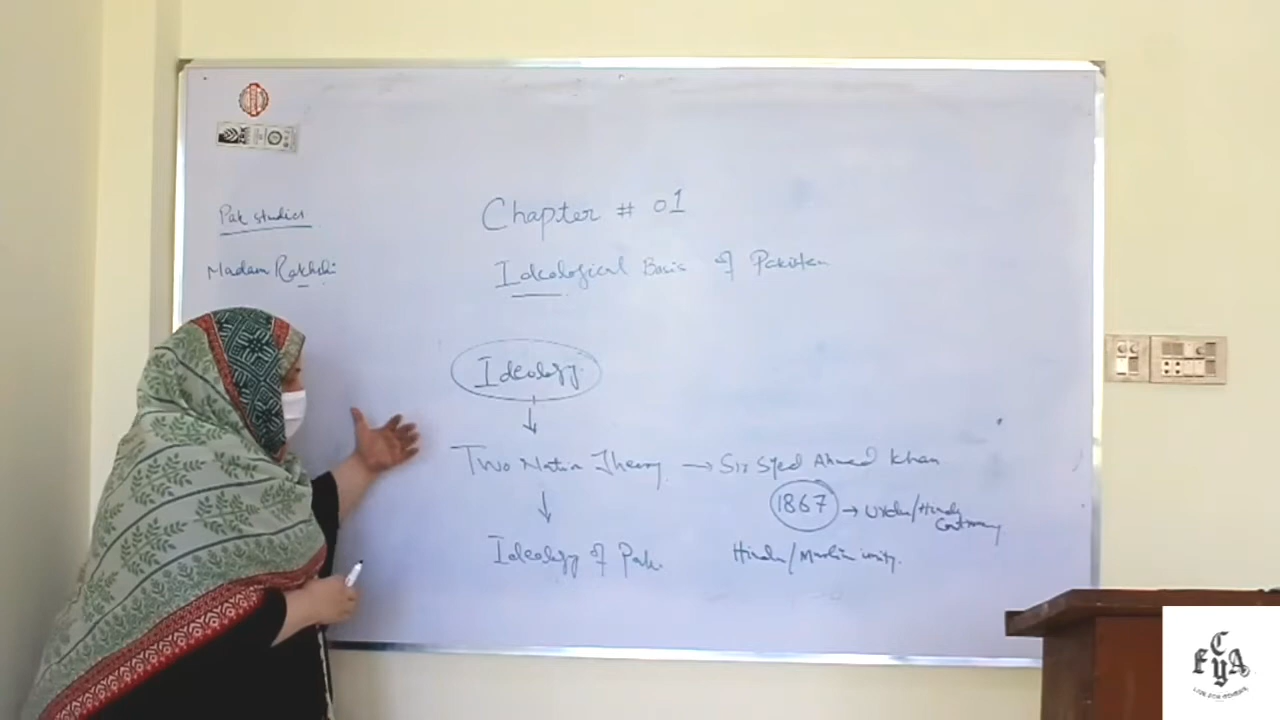 Pak studies
Madam Rakhshi
Chapter # 01
Ideological Basis of Pakistan
Ideology
Two Nation Theory → Sir Syed Ahmed Khan
1867 → Urdu/Hindi
Ideology of Pak.
Hindu/Muslim unity.